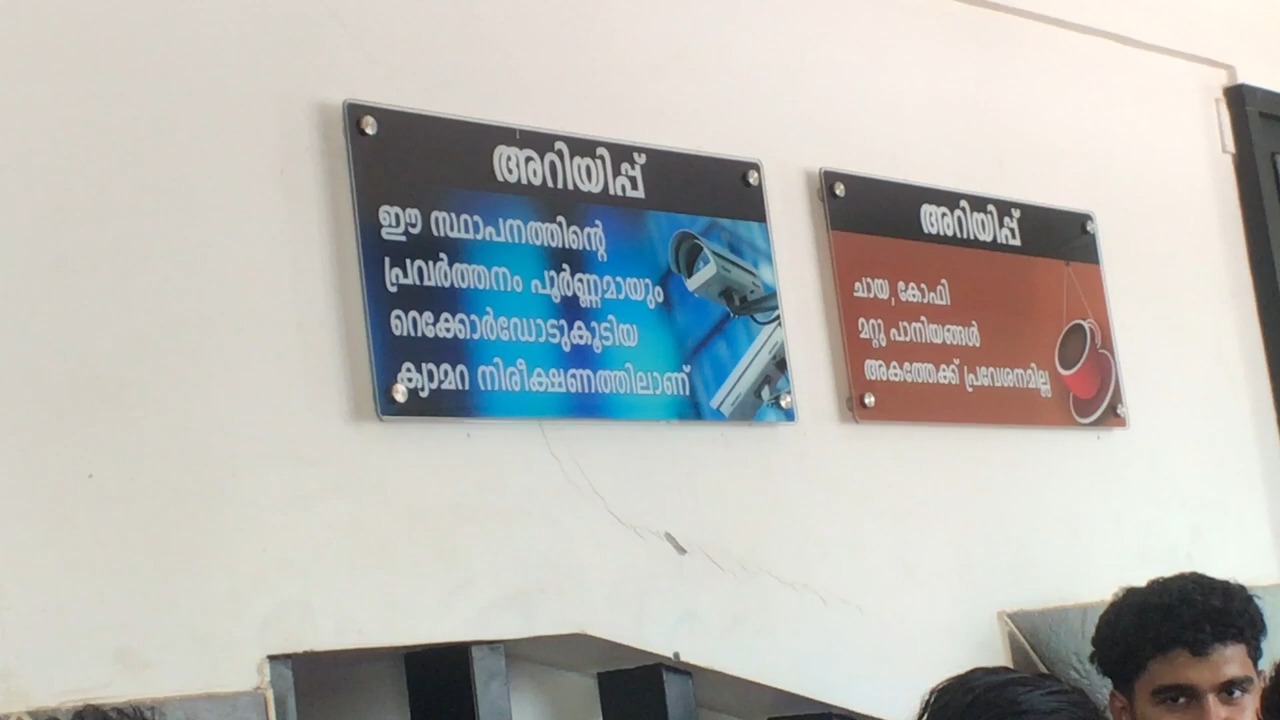 അറിയിപ്പ്
ഈ സ്ഥാപനത്തിന്റെ
പ്രവർത്തനം പൂർണ്ണമായും
റെക്കോർഡോടുകൂടിയ
ക്യാമറ നിരീക്ഷണത്തിലാണ്
അറിയിപ്പ്
ചായ, കോഫി
മറ്റു പാനിയങ്ങൾ
അകത്തേക്ക് പ്രവേശനമില്ല